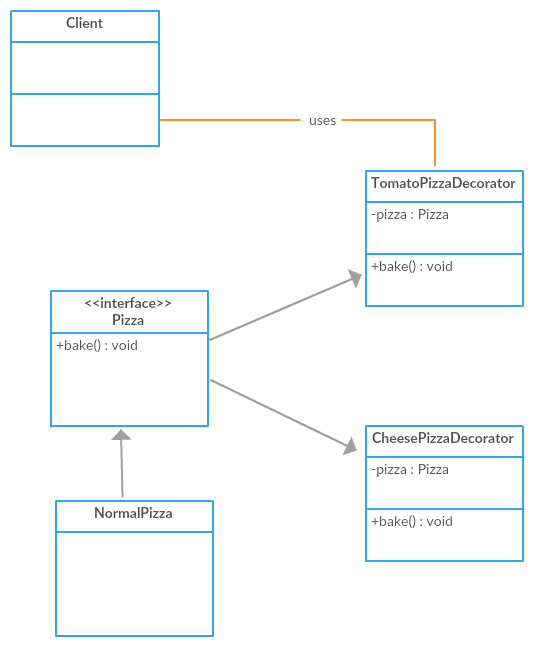 Client
uses
TomatoPizzaDecorator
-pizza : Pizza
+bake() : void
<<interface>>
Pizza
+bake() : void
CheesePizzaDecorator
-pizza : Pizza
+bake() : void
NormalPizza